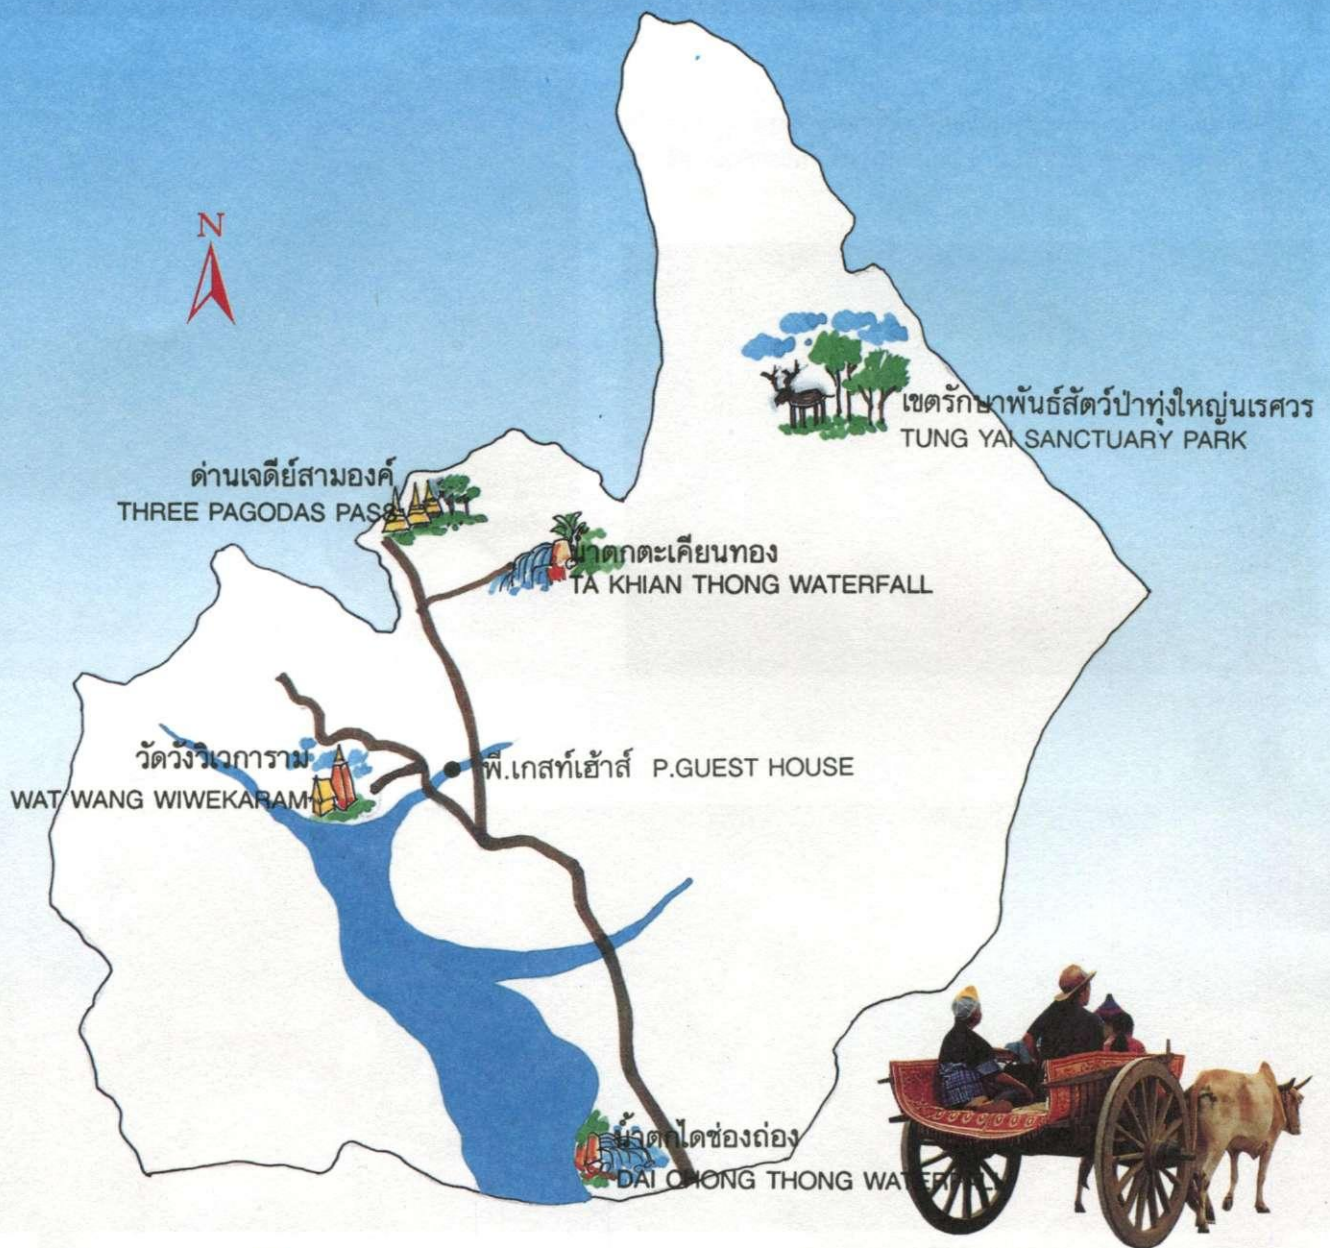 N
เขตรักษาพันธ์สัตว์ป่าทุ่งใหญ่นเรศวร
TUNG YAI SANCTUARY PARK
ด่านเจดีย์สามองค์
THREE PAGODAS PASS
น้ำตกตะเคียนทอง
TA KHIAN THONG WATERFALL
วัดวังวิเวการาม
WAT WANG WIWEKARAM
พี.เกสท์เฮ้าส์ P.GUEST HOUSE
น้ำตกไดช่องถ่อง
DAI CHONG THONG WATERFALL